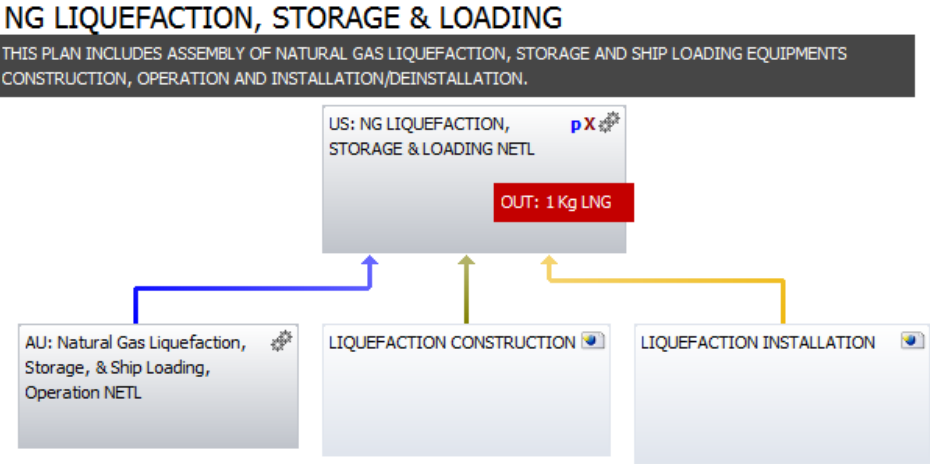 NG LIQUEFACTION, STORAGE & LOADING
THIS PLAN INCLUDES ASSEMBLY OF NATURAL GAS LIQUEFACTION, STORAGE AND SHIP LOADING EQUIPMENTS
CONSTRUCTION, OPERATION AND INSTALLATION/DEINSTALLATION.
US: NG LIQUEFACTION, pX
STORAGE & LOADING NETL
OUT: 1 Kg LNG
AU: Natural Gas Liquefaction,
Storage, & Ship Loading,
Operation NETL
LIQUEFACTION CONSTRUCTION
LIQUEFACTION INSTALLATION